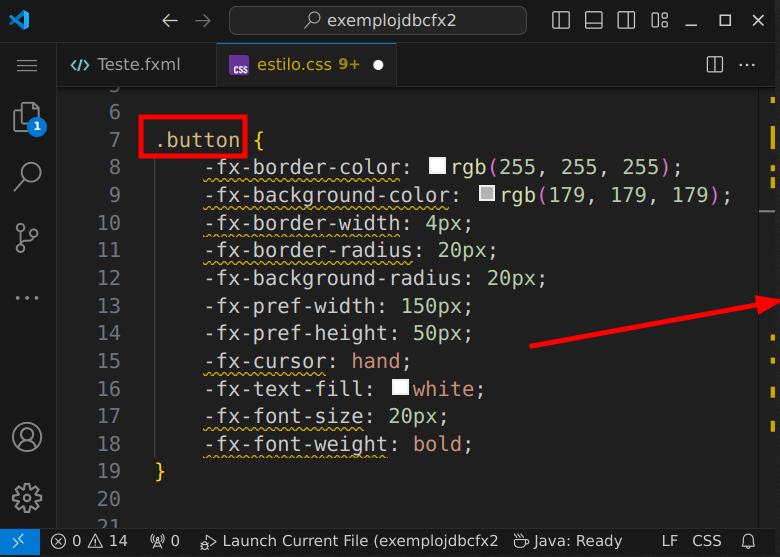 exemplojdbcfx2
Teste.fxml
CSS estilo.css 9+
6
7 .button {
8 -fx-border-color: rgb(255, 255, 255);
9 -fx-background-color: rgb(179, 179, 179);
10 -fx-border-width: 4px;
11 -fx-border-radius: 20px;
12 -fx-background-radius: 20px;
13 -fx-pref-width: 150px;
14 -fx-pref-height: 50px;
15 -fx-cursor: hand;
16 -fx-text-fill: white;
17 -fx-font-size: 20px;
18 -fx-font-weight: bold;
19 }
20
21
1
0 14 0 Launch Current File (exemplojdbcfx2 Java: Ready LF CSS